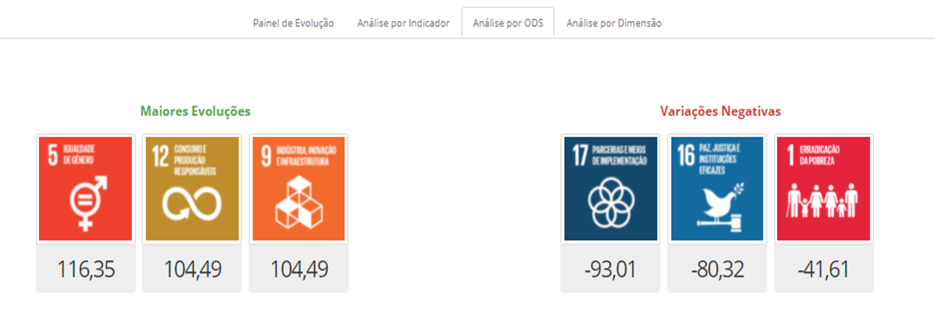 Painel de Evolução
Análise por Indicador
Análise por ODS
Análise por Dimensão
Maiores Evoluções
5 IGUALDADE
DE GÊNERO
116,35
12 CONSUMO E
PRODUÇÃO
RESPONSÁVEIS
104,49
9 INDÚSTRIA, INOVAÇÃO
E INFRAESTRUTURA
104,49
Variações Negativas
17 PARCERIAS E MEIOS
DE IMPLEMENTAÇÃO
-93,01
16 PAZ, JUSTIÇA E
INSTITUIÇÕES
EFICAZES
-80,32
1 ERRADICAÇÃO
DA POBREZA
-41,61